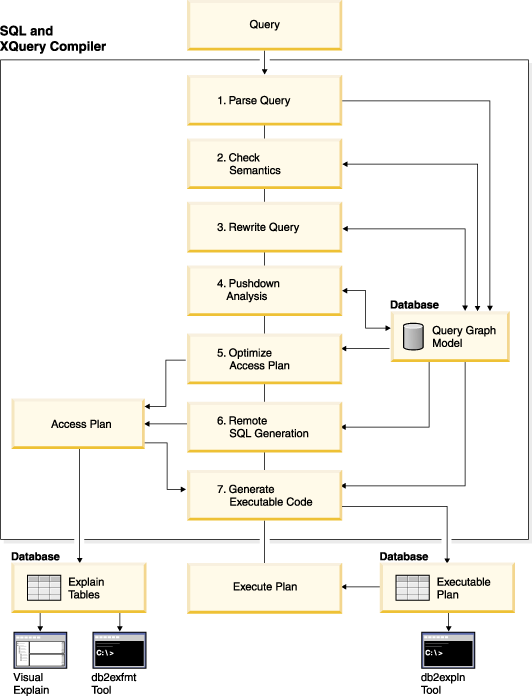 Query
SQL and
XQuery Compiler
1. Parse Query
2. Check
Semantics
3. Rewrite Query
4. Pushdown
Analysis
Database
Query Graph
Model
5. Optimize
Access Plan
Access Plan
6. Remote
SQL Generation
7. Generate
Executable Code
Database
Explain
Tables
Execute Plan
Database
Executable
Plan
C:\>
C:\>
Visual
Explain
db2exfmt
Tool
db2expln
Tool